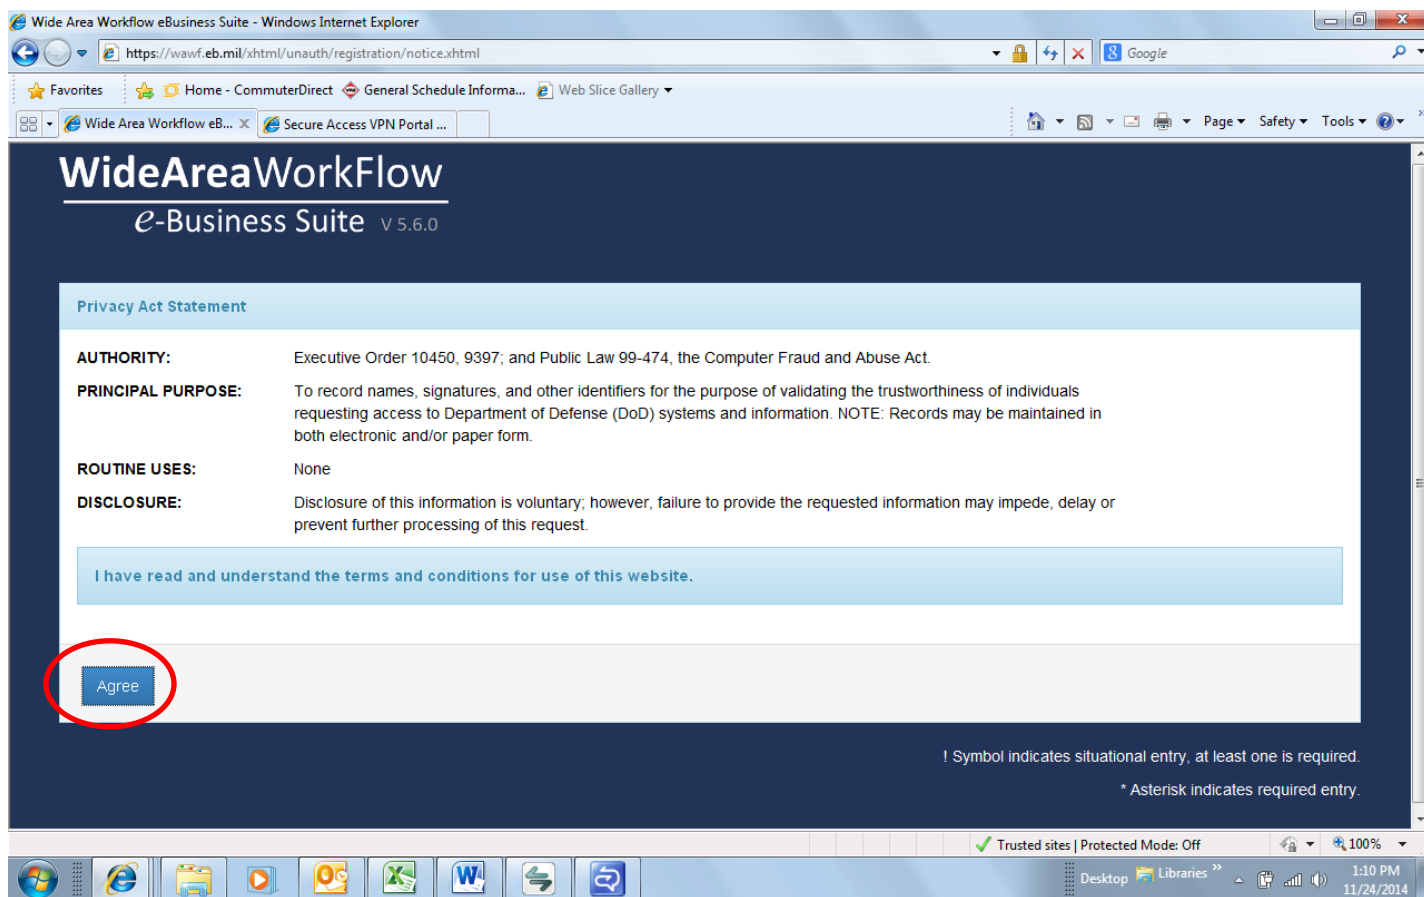 Wide Area Workflow eBusiness Suite - Windows Internet Explorer
https://wawf.eb.mil/xhtml/unauth/registration/notice.xhtml
Google
Favorites
Home - CommuterDirect
General Schedule Informa...
Web Slice Gallery
Wide Area Workflow eB...
Secure Access VPN Portal ...
Page
Safety
Tools
WideAreaWorkFlow
e-Business Suite V 5.6.0
Privacy Act Statement
AUTHORITY: Executive Order 10450, 9397; and Public Law 99-474, the Computer Fraud and Abuse Act.
PRINCIPAL PURPOSE: To record names, signatures, and other identifiers for the purpose of validating the trustworthiness of individuals
requesting access to Department of Defense (DoD) systems and information. NOTE: Records may be maintained in
both electronic and/or paper form.
ROUTINE USES: None
DISCLOSURE: Disclosure of this information is voluntary; however, failure to provide the requested information may impede, delay or
prevent further processing of this request.
I have read and understand the terms and conditions for use of this website.
Agree
! Symbol indicates situational entry, at least one is required.
* Asterisk indicates required entry.
Trusted sites | Protected Mode: Off
100%
Desktop
Libraries
1:10 PM
11/24/2014